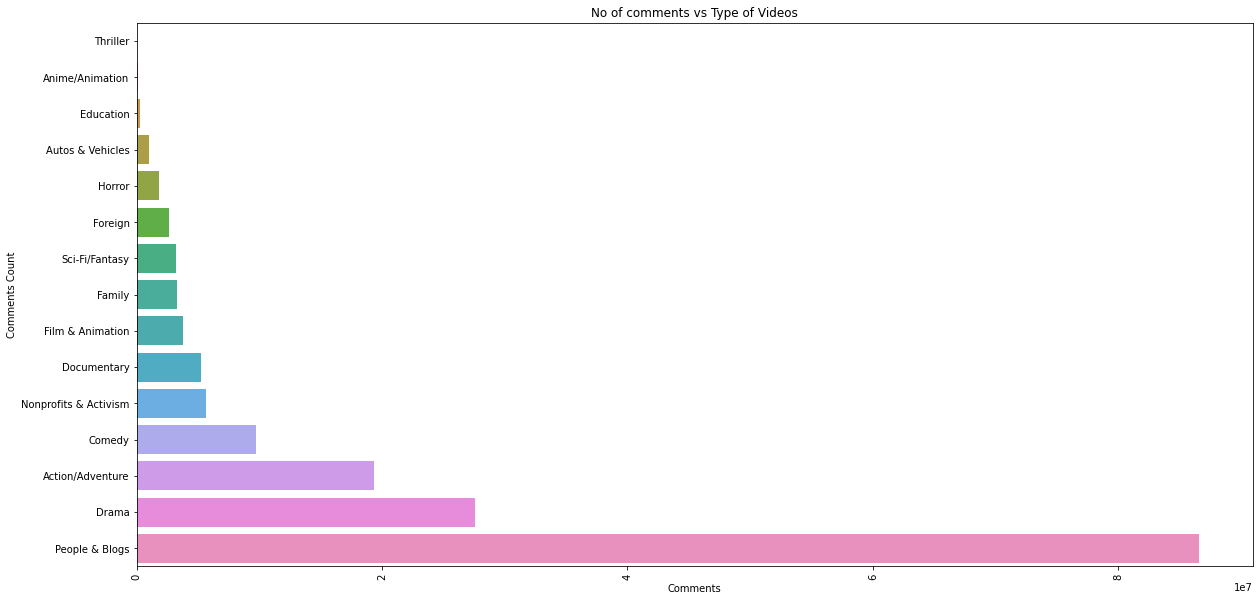 No of comments vs Type of Videos
Thriller
Anime/Animation
Education
Autos & Vehicles
Horror
Foreign
Sci-Fi/Fantasy
Family
Film & Animation
Documentary
Nonprofits & Activism
Comedy
Action/Adventure
Drama
People & Blogs
Comments Count
0
2
4
6
8
1e7
Comments